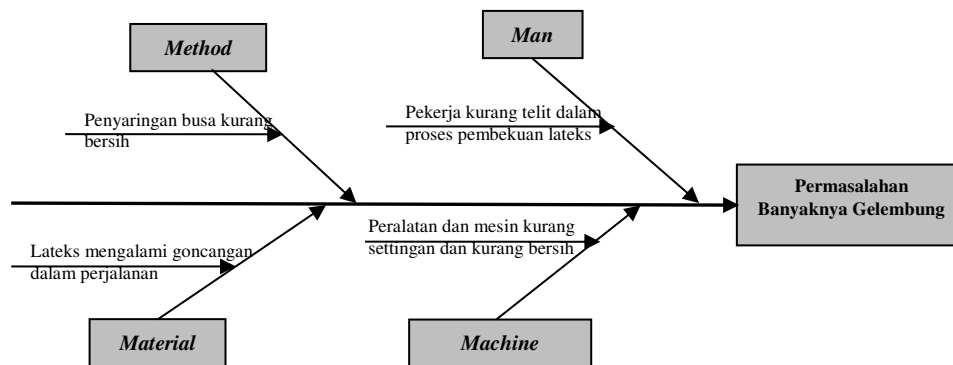 Method
Man
Penyaringan busa kurang
bersih
Pekerja kurang telit dalam
proses pembekuan lateks
Permasalahan
Banyaknya Gelembung
Lateks mengalami goncangan
dalam perjalanan
Peralatan dan mesin kurang
settingan dan kurang bersih
Material
Machine